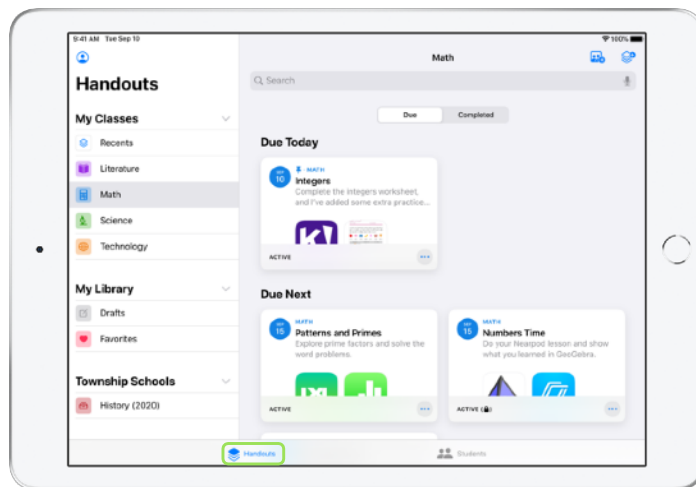 9:41 AM Tue Sep 10
100%
Handouts
My Classes
Recents
Literature
Math
Science
Technology
My Library
Drafts
Favorites
Township Schools
History (2020)
Math
Search
Due
Completed
Due Today
SEP
10
MATH
Integers
Complete the integers worksheet,
and I've added some extra practice...
K!
ACTIVE
Due Next
SEP
15
MATH
Patterns and Primes
Explore prime factors and solve the
word problems.
ACTIVE
SEP
15
MATH
Numbers Time
Do your Nearpod lesson and show
what you learned in GeoGebra.
ACTIVE
Handouts
Students